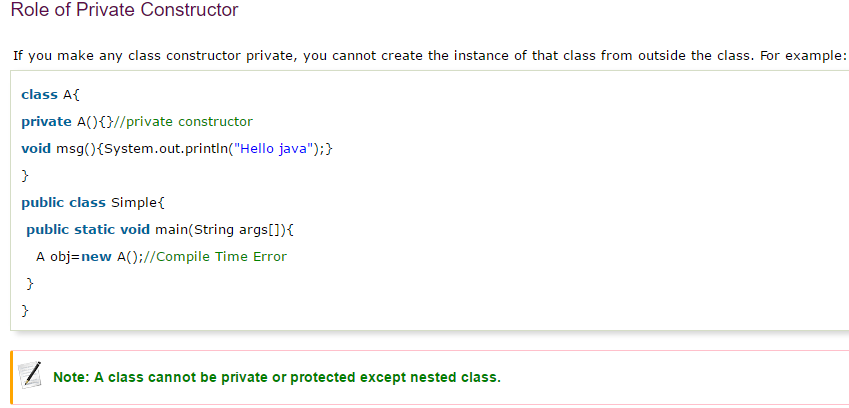 Role of Private Constructor
If you make any class constructor private, you cannot create the instance of that class from outside the class. For example:
class A{
private A(){}//private constructor
void msg(){System.out.println("Hello java");}
}
public class Simple{
public static void main(String args[]){
A obj=new A();//Compile Time Error
}
}
Note: A class cannot be private or protected except nested class.